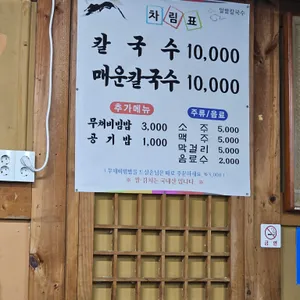 차림표
칼국수 10,000
매운칼국수 10,000
추가메뉴
무채비빔밥 3,000
공기밥 1,000
주류/음료
소주 5,000
맥주 5,000
막걸리 5,000
음료수 2,000
금연